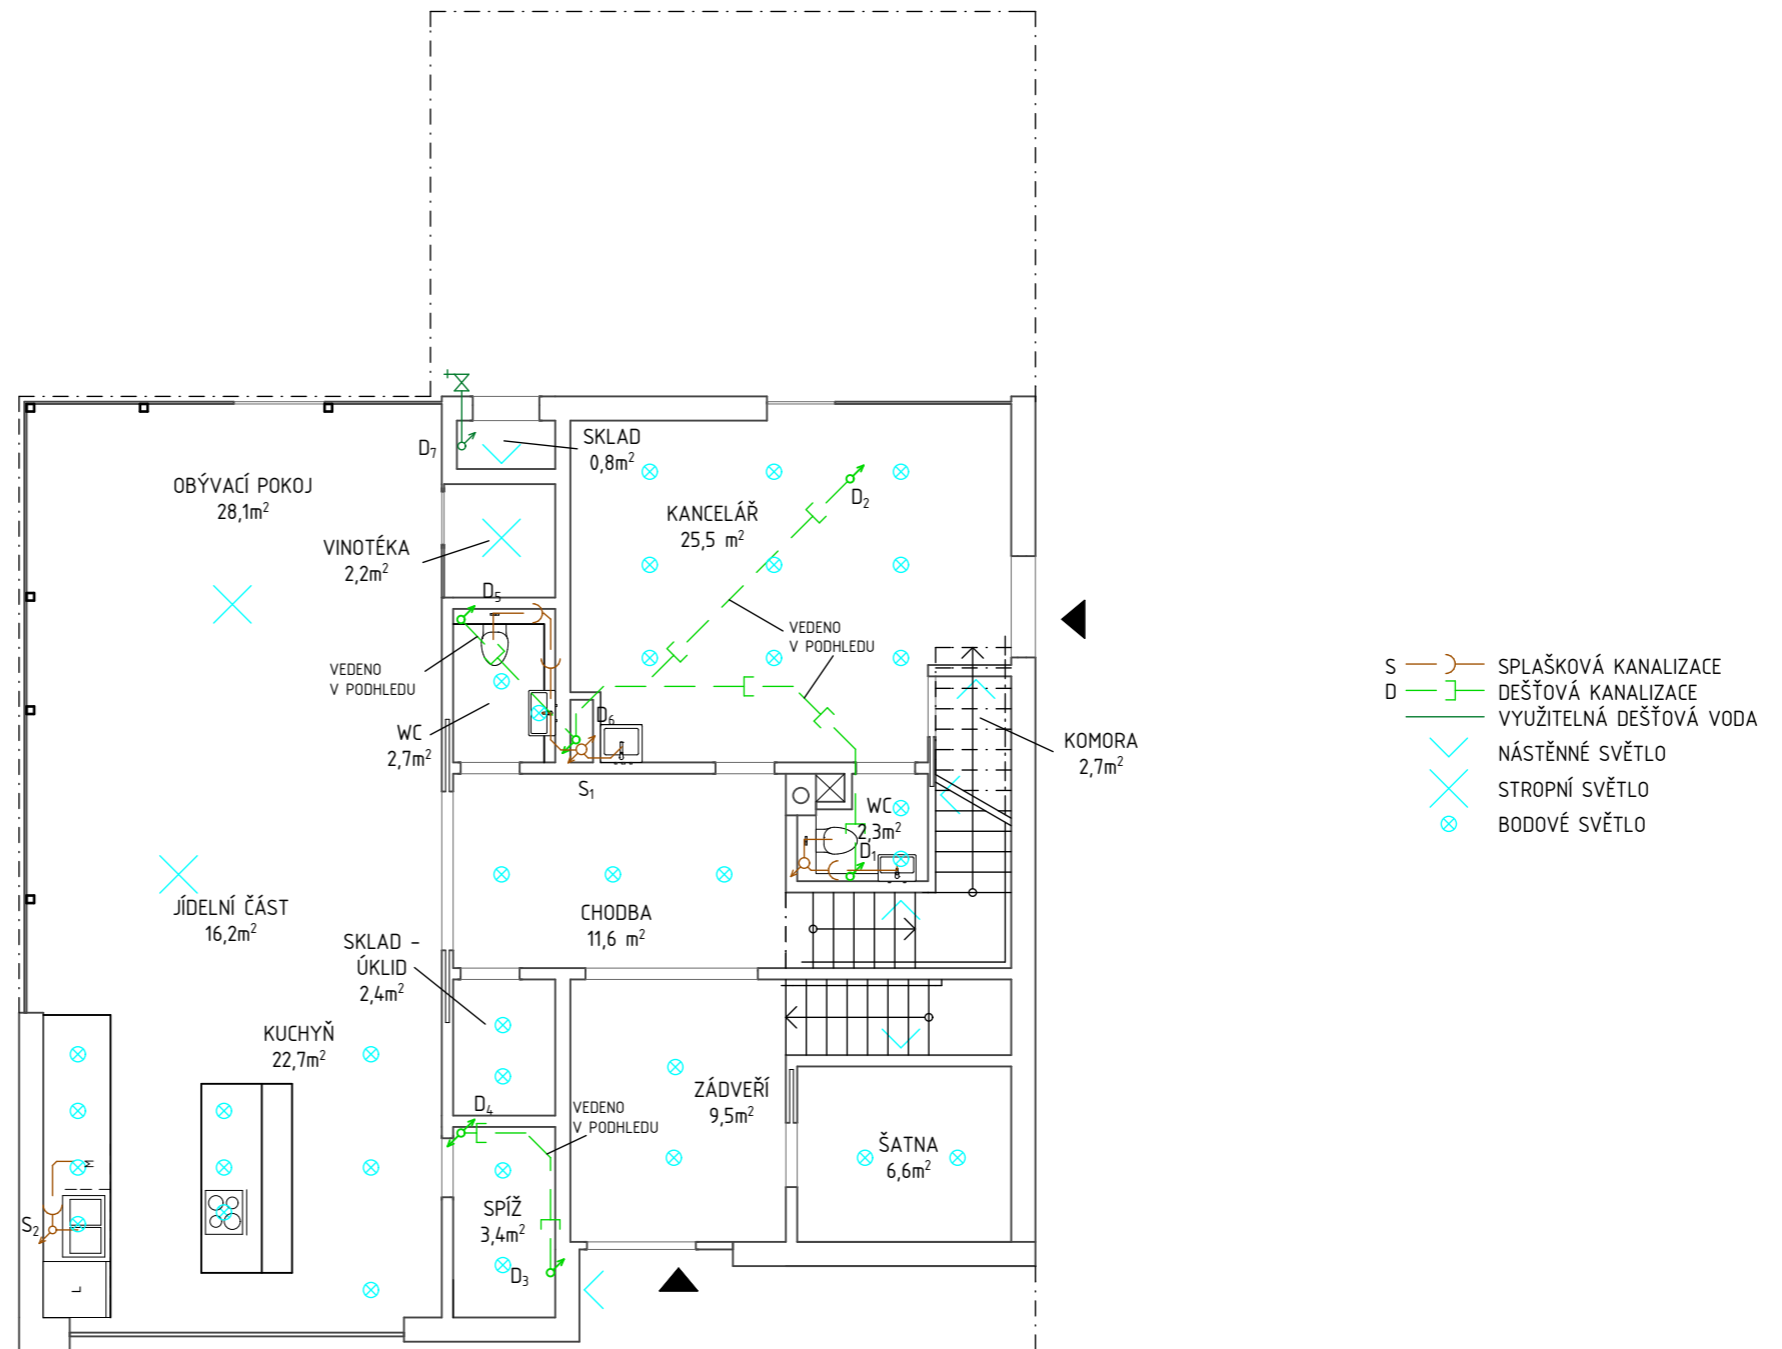 SKLAD
0,8m²
D₇
OBÝVACÍ POKOJ
28,1m²
D₂
KANCELÁŘ
25,5 m²
VINOTÉKA
2,2m²
D₅
VEDENO
V PODHLEDU
VEDENO
V PODHLEDU
D₆
WC
2,7m²
KOMORA
2,7m²
S₁
WC
2,3m²
D₁
JÍDELNÍ ČÁST
16,2m²
CHODBA
11,6 m²
SKLAD -
ÚKLID
2,4m²
KUCHYŇ
22,7m²
ZÁDVEŘÍ
9,5m²
D₄
VEDENO
V PODHLEDU
ŠATNA
6,6m²
M
SPÍŽ
3,4m²
S₂
D₃
L
S SPLAŠKOVÁ KANALIZACE
D DEŠŤOVÁ KANALIZACE
VYUŽITELNÁ DEŠŤOVÁ VODA
NÁSTĚNNÉ SVĚTLO
STROPNÍ SVĚTLO
BODOVÉ SVĚTLO